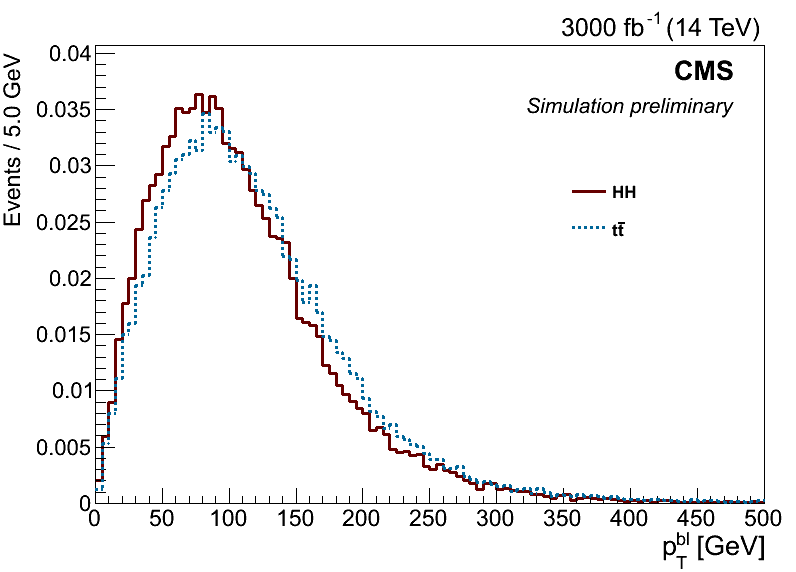 3000 fb⁻¹ (14 TeV)
CMS
Simulation preliminary
Events / 5.0 GeV
0.04
0.035
0.03
0.025
0.02
0.015
0.01
0.005
0
HH
tt̄
0 50 100 150 200 250 300 350 400 450 500
p_T^bl [GeV]